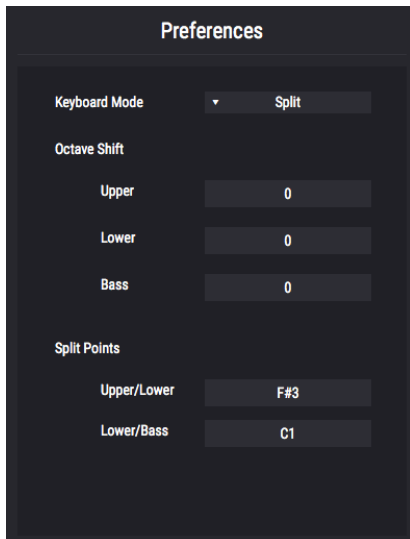 Preferences
Keyboard Mode Split
Octave Shift
Upper 0
Lower 0
Bass 0
Split Points
Upper/Lower F#3
Lower/Bass C1